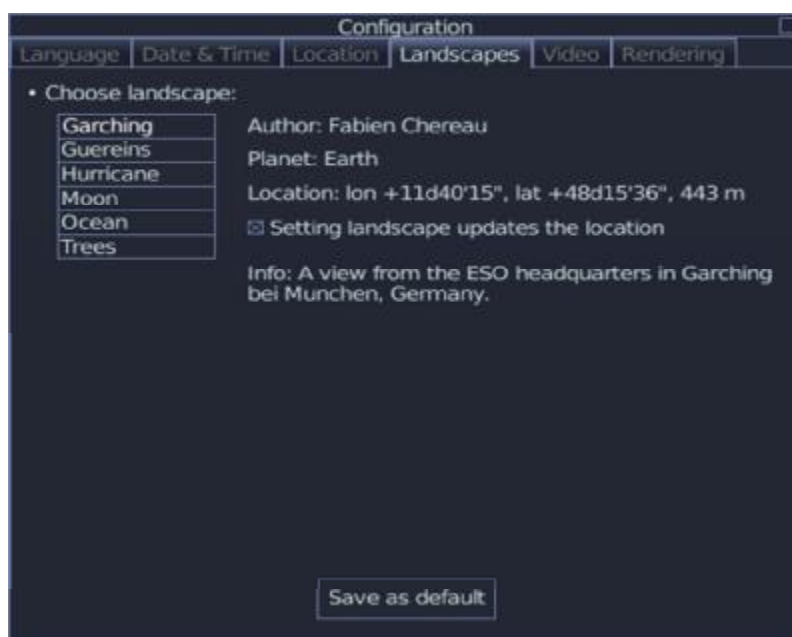 Configuration
Language Date & Time Location Landscapes Video Rendering
• Choose landscape:
Garching
Guereins
Hurricane
Moon
Ocean
Trees
Author: Fabien Chereau
Planet: Earth
Location: lon +11d40'15", lat +48d15'36", 443 m
Setting landscape updates the location
Info: A view from the ESO headquarters in Garching
bei Munchen, Germany.
Save as default